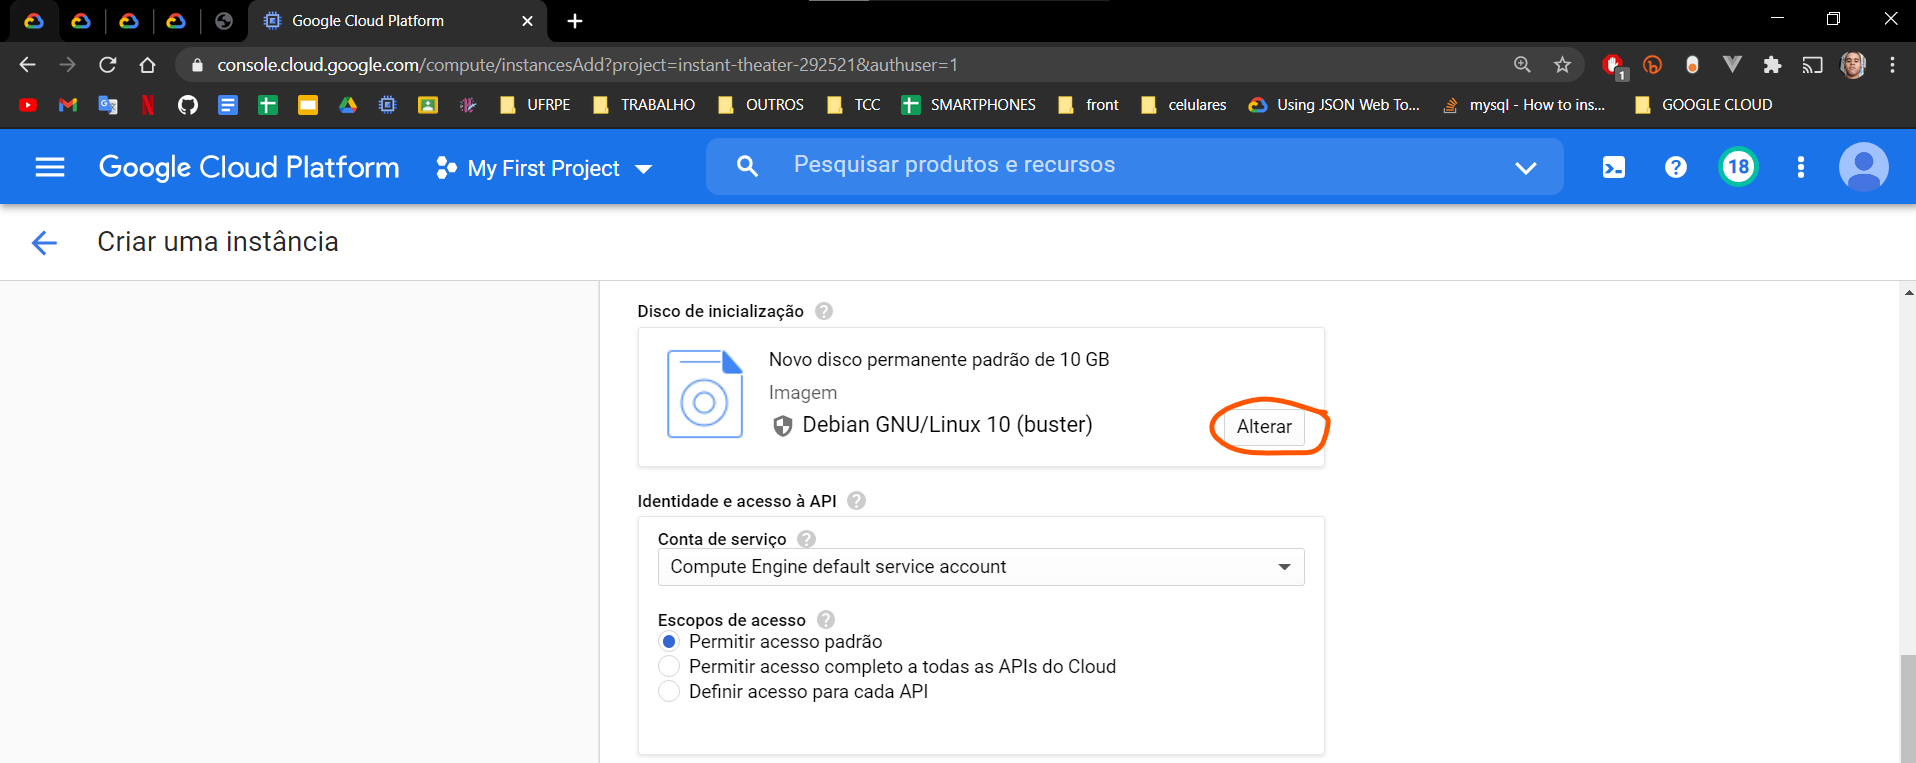 Google Cloud Platform
console.cloud.google.com/compute/instancesAdd?project=instant-theater-292521&authuser=1
1
UFRPE TRABALHO OUTROS TCC SMARTPHONES front celulares Using JSON Web To... mysql - How to ins... GOOGLE CLOUD
Google Cloud Platform My First Project Pesquisar produtos e recursos 18
Criar uma instância
Disco de inicialização
Novo disco permanente padrão de 10 GB
Imagem
Debian GNU/Linux 10 (buster)
Alterar
Identidade e acesso à API
Conta de serviço
Compute Engine default service account
Escopos de acesso
Permitir acesso padrão
Permitir acesso completo a todas as APIs do Cloud
Definir acesso para cada API